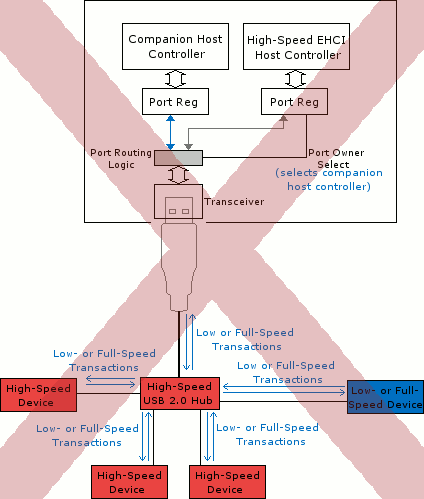 Companion Host
Controller
High-Speed EHCI
Host Controller
Port Reg
Port Reg
Port Routing
Logic
Port Owner
Select
(selects companion
host controller)
Transceiver
Low or Full-Speed
Transactions
Low- or Full-Speed
Transactions
Low or Full-Speed
Transactions
High-Speed
Device
High-Speed
USB 2.0 Hub
Low- or Full-
Speed Device
Low- or Full-Speed
Transactions
Low- or Full-Speed
Transactions
High-Speed
Device
High-Speed
Device